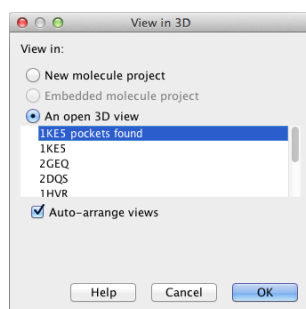 View in 3D
View in:
New molecule project
Embedded molecule project
An open 3D view
1KE5 pockets found
1KE5
2GEQ
2DQS
1HVR
Auto-arrange views
Help Cancel OK